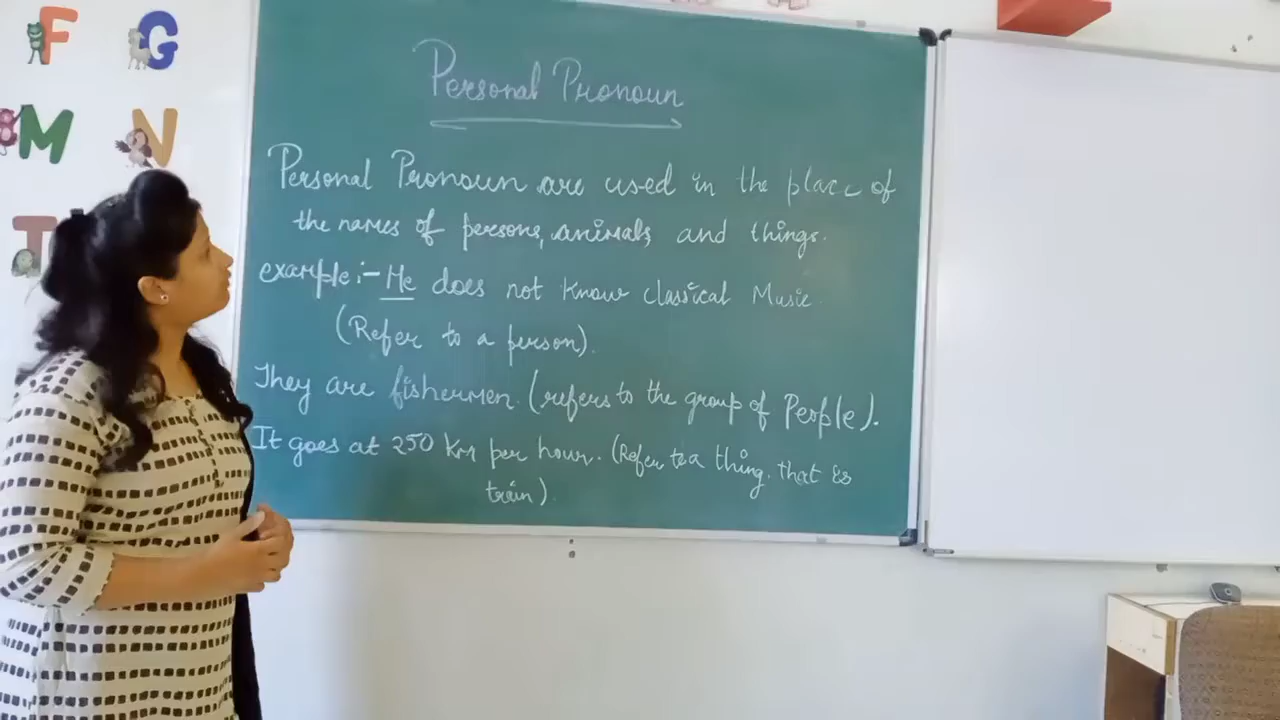 F G
M N
T
Personal Pronoun
Personal Pronoun are used in the place of
the names of persons, animals, and things.
example:- He does not know classical Music
(Refer to a person).
They are fishermen. (refers to the group of People).
It goes at 250 Km per hour. (Refer to a thing, that is
train).